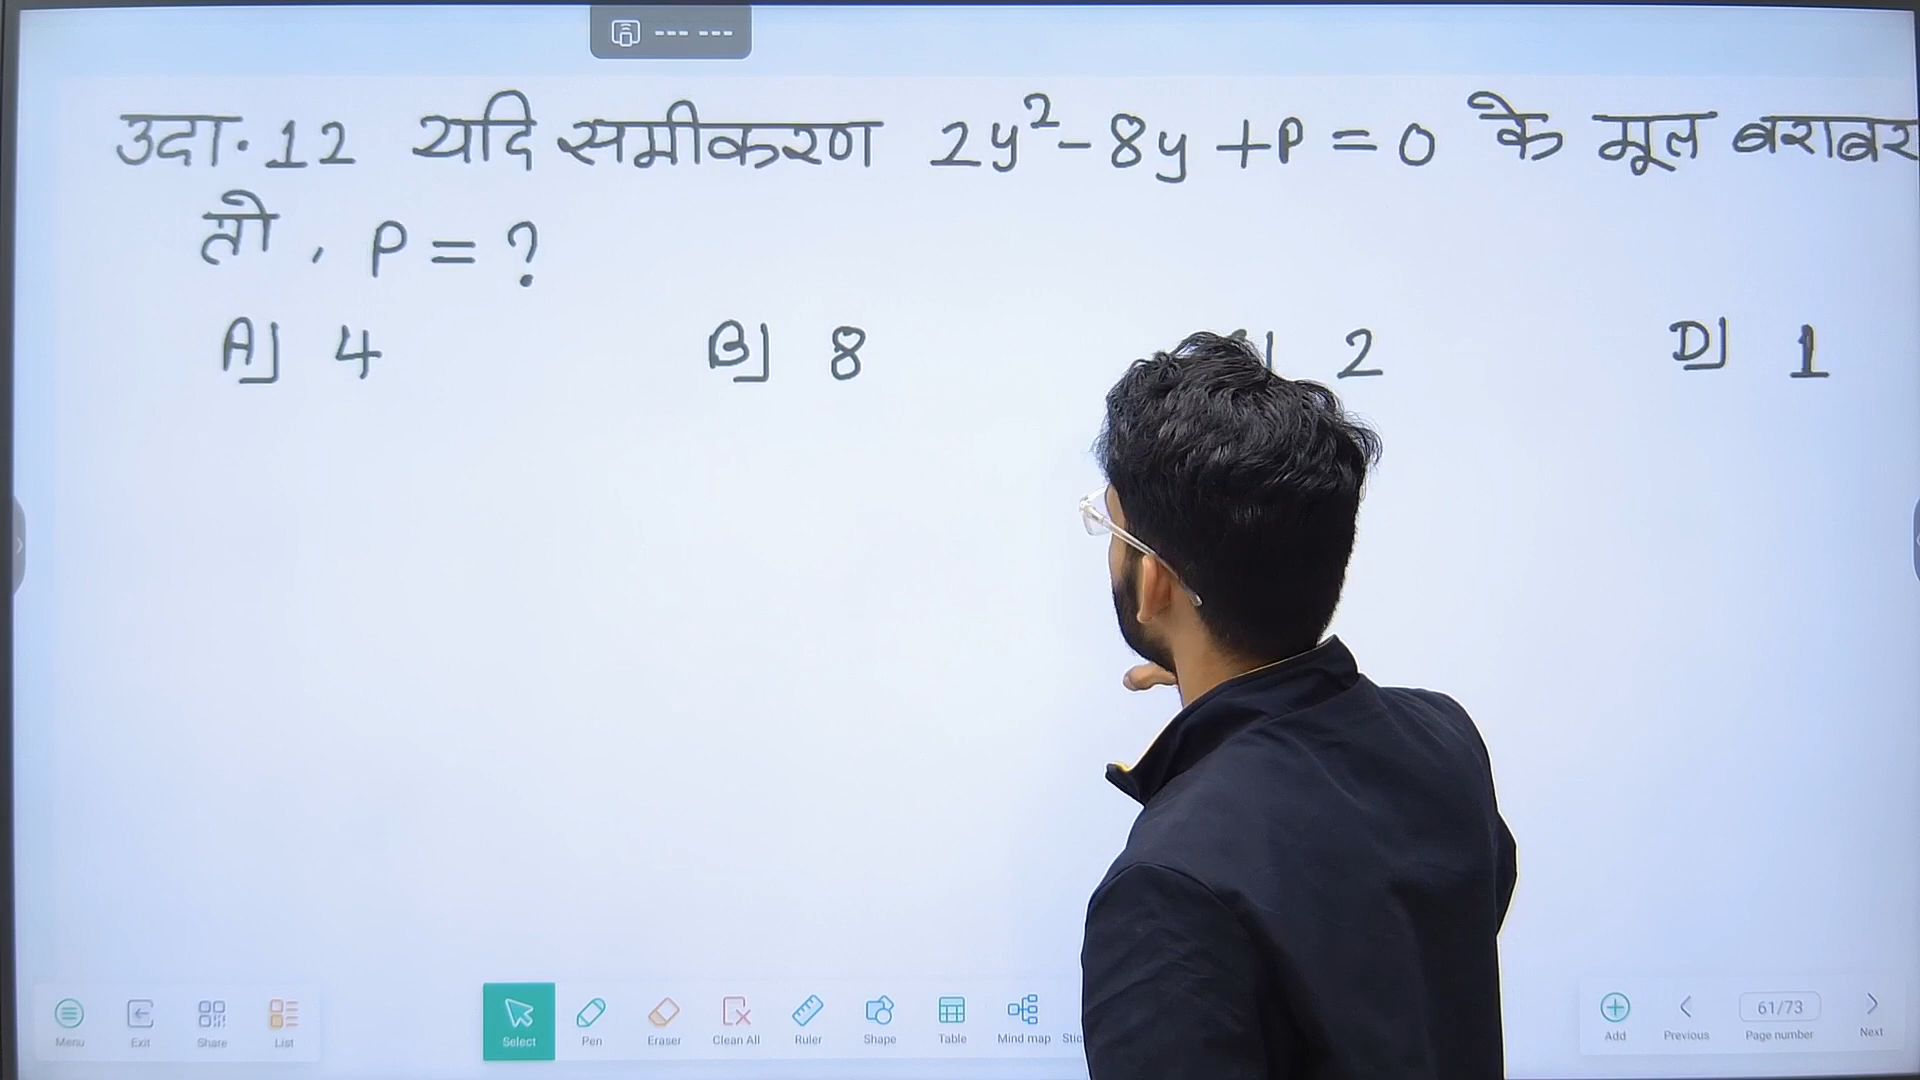 --- ---
उदा. 12 यदि समीकरण 2y² - 8y + P = 0 के मूल बराबर
तो, P = ?
A] 4 B] 8 2 D] 1
Menu Exit Share List Select Pen Eraser Clean All Ruler Shape Table Mind map Add Previous 61/73 Page number Next